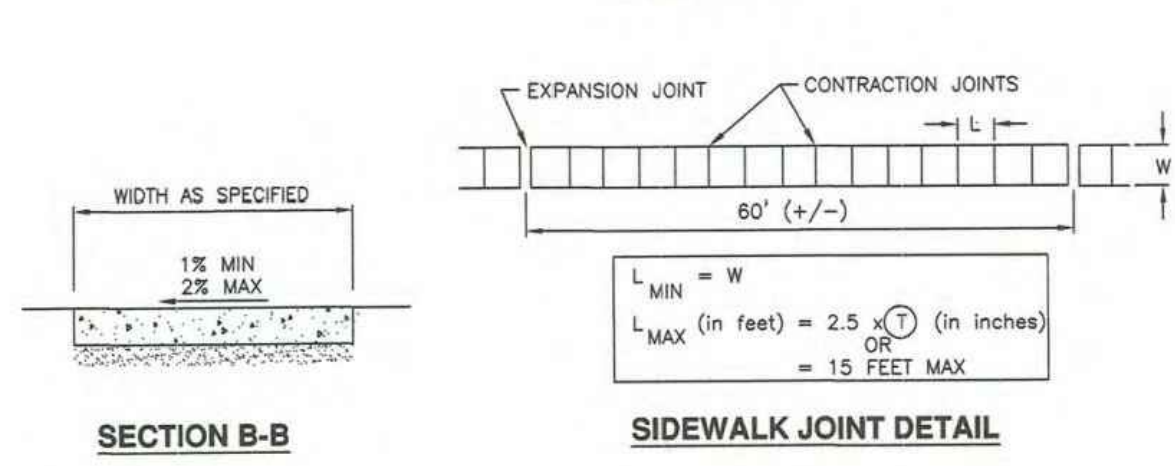 WIDTH AS SPECIFIED
1% MIN
2% MAX
SECTION B-B
EXPANSION JOINT
CONTRACTION JOINTS
L
W
60' (+/-)
L MIN = W
L MAX (in feet) = 2.5 x T (in inches)
OR
= 15 FEET MAX
SIDEWALK JOINT DETAIL